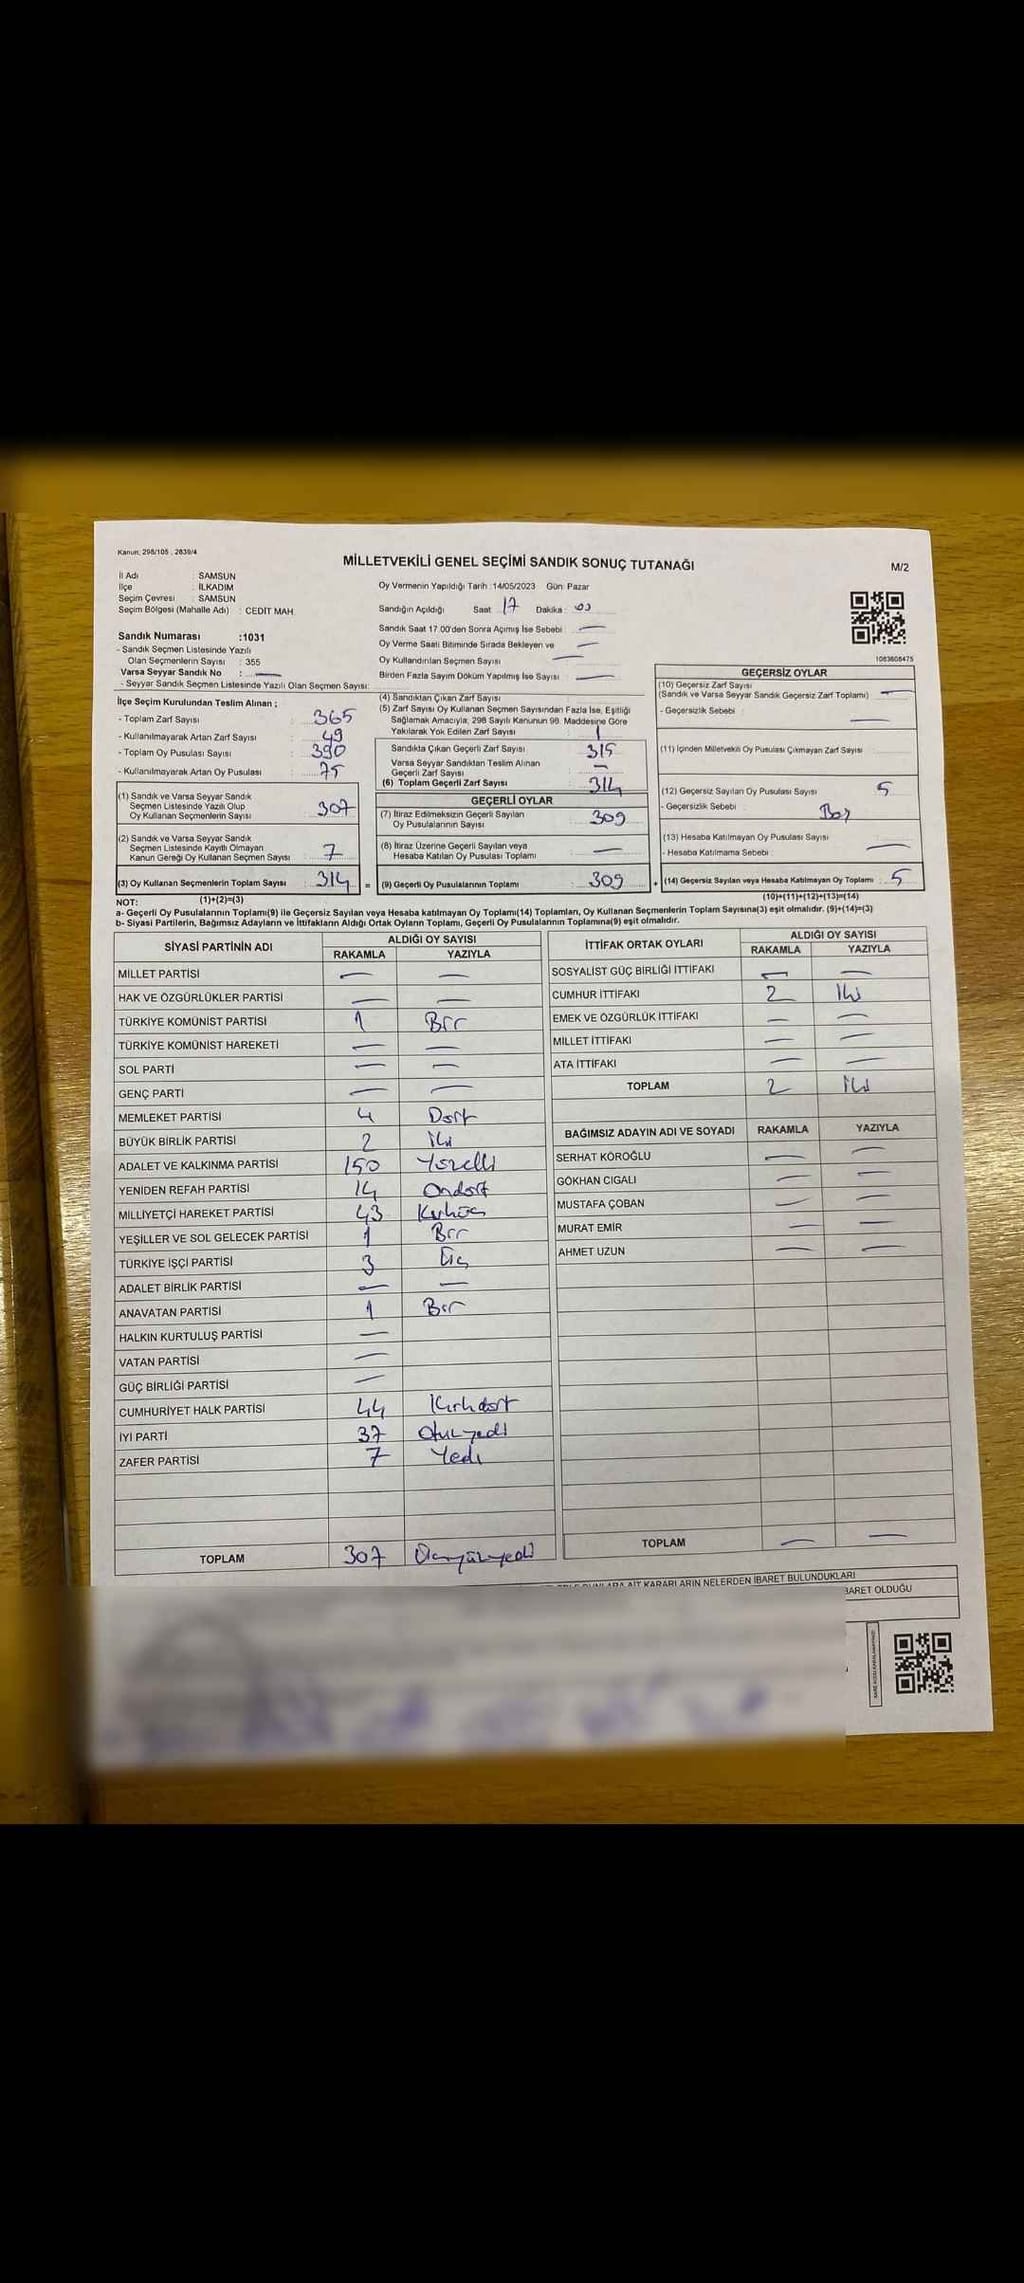 Kanun: 298/105 , 2839/4
MİLLETVEKİLİ GENEL SEÇİMİ SANDIK SONUÇ TUTANAĞI
M/2
İl Adı : SAMSUN
İlçe : İLKADIM
Seçim Çevresi : SAMSUN
Seçim Bölgesi (Mahalle Adı) : CEDİT MAH.
Oy Vermenin Yapıldığı Tarih :14/05/2023 Gün: Pazar
Sandığın Açıldığı Saat : 17 Dakika : 00
Sandık Saat 17.00'den Sonra Açımış İse Sebebi : —
Oy Verme Saati Bitiminde Sırada Bekleyen ve —
Oy Kullandırılan Seçmen Sayısı —
Birden Fazla Sayım Döküm Yapılmış İse Sayısı : —
Sandık Numarası :1031
- Sandık Seçmen Listesinde Yazılı
Olan Seçmenlerin Sayısı : 355
Varsa Seyyar Sandık No : —
- Seyyar Sandık Seçmen Listesinde Yazılı Olan Seçmen Sayısı:
1083608475
İlçe Seçim Kurulundan Teslim Alınan ;
- Toplam Zarf Sayısı : 365
- Kullanılmayarak Artan Zarf Sayısı : 49
- Toplam Oy Pusulası Sayısı : 390
- Kullanılmayarak Artan Oy Pusulası : 75
(1) Sandık ve Varsa Seyyar Sandık
Seçmen Listesinde Yazılı Olup
Oy Kullanan Seçmenlerin Sayısı : 307
(2) Sandık ve Varsa Seyyar Sandık
Seçmen Listesinde Kayıtlı Olmayan
Kanun Gereği Oy Kullanan Seçmen Sayısı : 7
(3) Oy Kullanan Seçmenlerin Toplam Sayısı : 314 =
(1)+(2)=(3)
(4) Sandıktan Çıkan Zarf Sayısı
(5) Zarf Sayısı Oy Kullanan Seçmen Sayısından Fazla İse, Eşitliği
Sağlamak Amacıyla, 298 Sayılı Kanunun 98. Maddesine Göre
Yakılarak Yok Edilen Zarf Sayısı : 1
Sandıkta Çıkan Geçerli Zarf Sayısı : 315
Varsa Seyyar Sandıktan Teslim Alınan
Geçerli Zarf Sayısı : —
(6) Toplam Geçerli Zarf Sayısı : 314
GEÇERLİ OYLAR
(7) İtiraz Edilmeksizin Geçerli Sayılan
Oy Pusulalarının Sayısı : 309
(8) İtiraz Üzerine Geçerli Sayılan veya
Hesaba Katılan Oy Pusulası Toplamı : —
(9) Geçerli Oy Pusulalarının Toplamı : 309 +
GEÇERSİZ OYLAR
(10) Geçersiz Zarf Sayısı
(Sandık ve Varsa Seyyar Sandık Geçersiz Zarf Toplamı) —
- Geçersizlik Sebebi : —
(11) İçinden Milletvekili Oy Pusulası Çıkmayan Zarf Sayısı
(12) Geçersiz Sayılan Oy Pusulası Sayısı : 5
- Geçersizlik Sebebi : Boş
(13) Hesaba Katılmayan Oy Pusulası Sayısı
- Hesaba Katılmama Sebebi : —
(14) Geçersiz Sayılan veya Hesaba Katılmayan Oy Toplamı : 5
(10)+(11)+(12)+(13)=(14)
NOT:
a- Geçerli Oy Pusulalarının Toplamı(9) ile Geçersiz Sayılan veya Hesaba katılmayan Oy Toplamı(14) Toplamları, Oy Kullanan Seçmenlerin Toplam Sayısına(3) eşit olmalıdır. (9)+(14)=(3)
b- Siyasi Partilerin, Bağımsız Adayların ve İttifakların Aldığı Ortak Oyların Toplamı, Geçerli Oy Pusulalarının Toplamına(9) eşit olmalıdır.
SİYASİ PARTİNİN ADI
ALDIĞI OY SAYISI
RAKAMLA YAZIYLA
MİLLET PARTİSİ — —
HAK VE ÖZGÜRLÜKLER PARTİSİ — —
TÜRKİYE KOMÜNİST PARTİSİ 1 Bir
TÜRKİYE KOMÜNİST HAREKETİ — —
SOL PARTİ — —
GENÇ PARTİ — —
MEMLEKET PARTİSİ 4 Dört
BÜYÜK BİRLİK PARTİSİ 2 İki
ADALET VE KALKINMA PARTİSİ 150 Yüzelli
YENİDEN REFAH PARTİSİ 14 Ondört
MİLLİYETÇİ HAREKET PARTİSİ 43 Kırküç
YEŞİLLER VE SOL GELECEK PARTİSİ 1 Bir
TÜRKİYE İŞÇİ PARTİSİ 3 Üç
ADALET BİRLİK PARTİSİ — —
ANAVATAN PARTİSİ 1 Bir
HALKIN KURTULUŞ PARTİSİ —
VATAN PARTİSİ —
GÜÇ BİRLİĞİ PARTİSİ —
CUMHURİYET HALK PARTİSİ 44 Kırkdört
İYİ PARTİ 37 Otuzyedi
ZAFER PARTİSİ 7 Yedi
TOPLAM 307 Üçyüzyedi
İTTİFAK ORTAK OYLARI
ALDIĞI OY SAYISI
RAKAMLA YAZIYLA
SOSYALİST GÜÇ BİRLİĞİ İTTİFAKI — —
CUMHUR İTTİFAKI 2 İki
EMEK VE ÖZGÜRLÜK İTTİFAKI — —
MİLLET İTTİFAKI — —
ATA İTTİFAKI — —
TOPLAM 2 İki
BAĞIMSIZ ADAYIN ADI VE SOYADI RAKAMLA YAZIYLA
SERHAT KÖROĞLU — —
GÖKHAN CIGALI — —
MUSTAFA ÇOBAN — —
MURAT EMİR — —
AHMET UZUN — —
TOPLAM — —
AİT KARARLARIN NELERDEN İBARET BULUNDUKLARI
BARET OLDUĞU